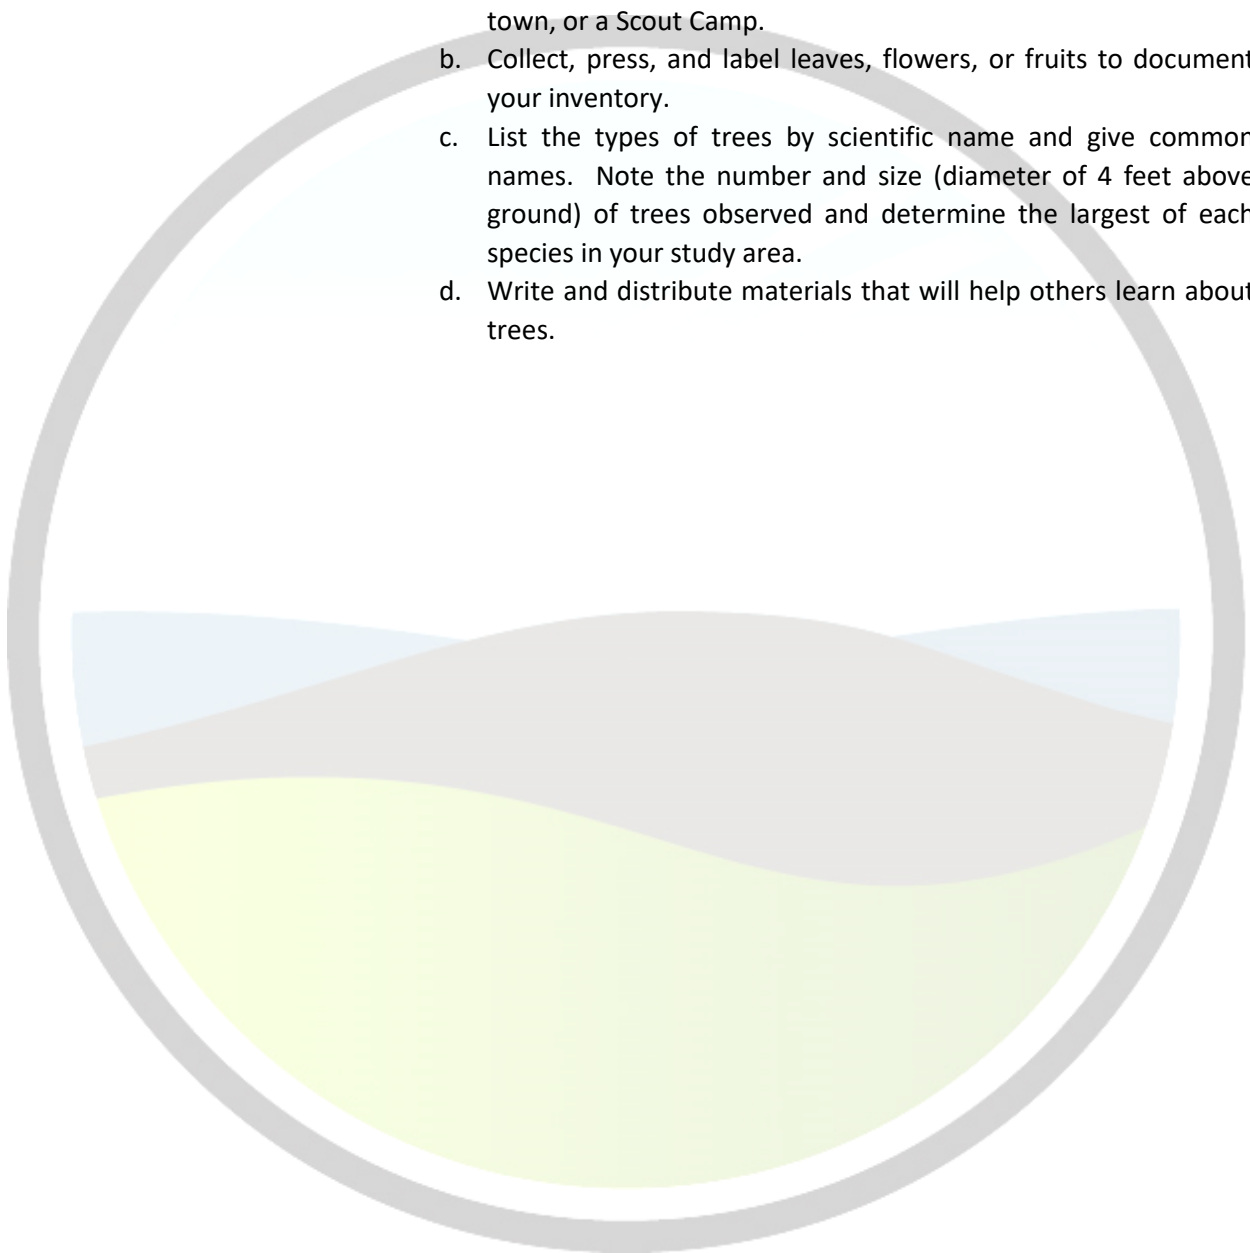 town, or a Scout Camp.
b. Collect, press, and label leaves, flowers, or fruits to document
your inventory.
c. List the types of trees by scientific name and give common
names. Note the number and size (diameter of 4 feet above
ground) of trees observed and determine the largest of each
species in your study area.
d. Write and distribute materials that will help others learn about
trees.